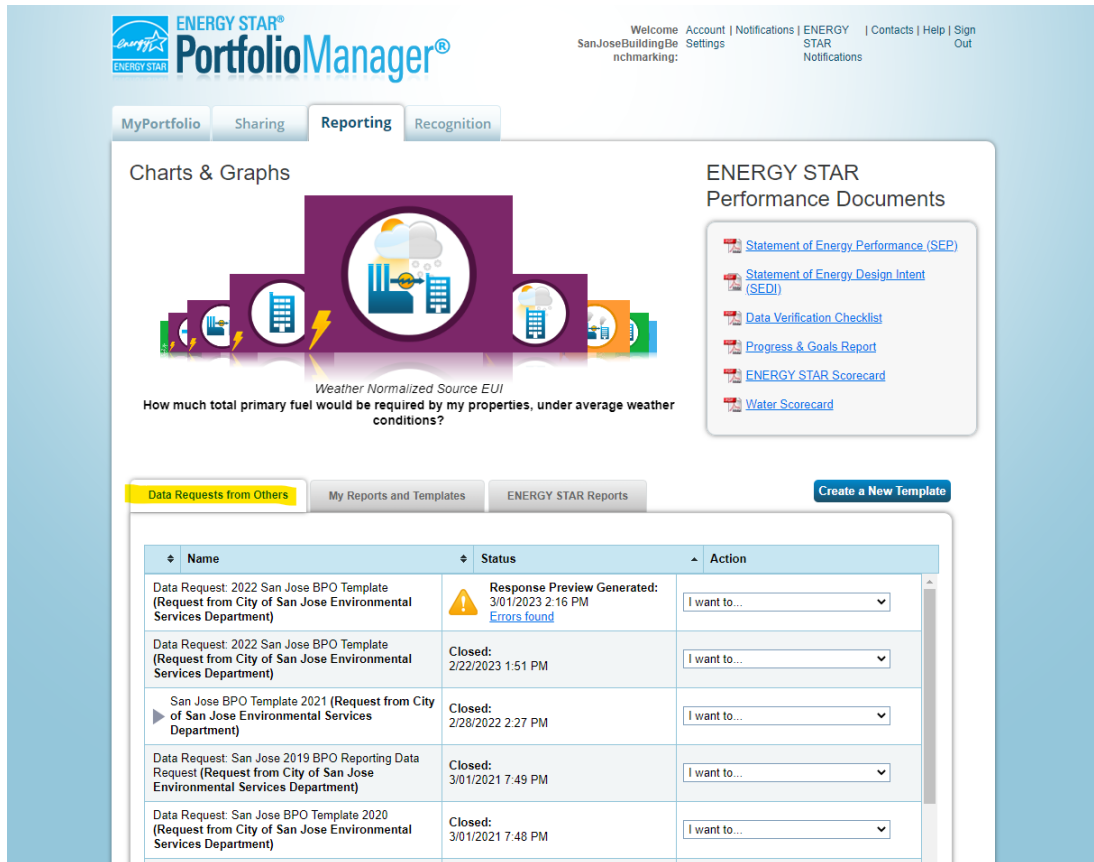 ENERGY STAR®
PortfolioManager®
energy
ENERGY STAR
Welcome
SanJoseBuildingBe
nchmarking:
Account | Notifications | ENERGY | Contacts | Help | Sign
Settings STAR Out
Notifications
MyPortfolio Sharing Reporting Recognition
Charts & Graphs
Weather Normalized Source EUI
How much total primary fuel would be required by my properties, under average weather
conditions?
ENERGY STAR
Performance Documents
Statement of Energy Performance (SEP)
Statement of Energy Design Intent
(SEDI)
Data Verification Checklist
Progress & Goals Report
ENERGY STAR Scorecard
Water Scorecard
Data Requests from Others My Reports and Templates ENERGY STAR Reports Create a New Template
Name Status Action
Data Request: 2022 San Jose BPO Template
(Request from City of San Jose Environmental
Services Department)
Response Preview Generated:
3/01/2023 2:16 PM
Errors found
I want to...
Data Request: 2022 San Jose BPO Template
(Request from City of San Jose Environmental
Services Department)
Closed:
2/22/2023 1:51 PM
I want to...
San Jose BPO Template 2021 (Request from City
of San Jose Environmental Services
Department)
Closed:
2/28/2022 2:27 PM
I want to...
Data Request: San Jose 2019 BPO Reporting Data
Request (Request from City of San Jose
Environmental Services Department)
Closed:
3/01/2021 7:49 PM
I want to...
Data Request: San Jose BPO Template 2020
(Request from City of San Jose Environmental
Services Department)
Closed:
3/01/2021 7:48 PM
I want to...